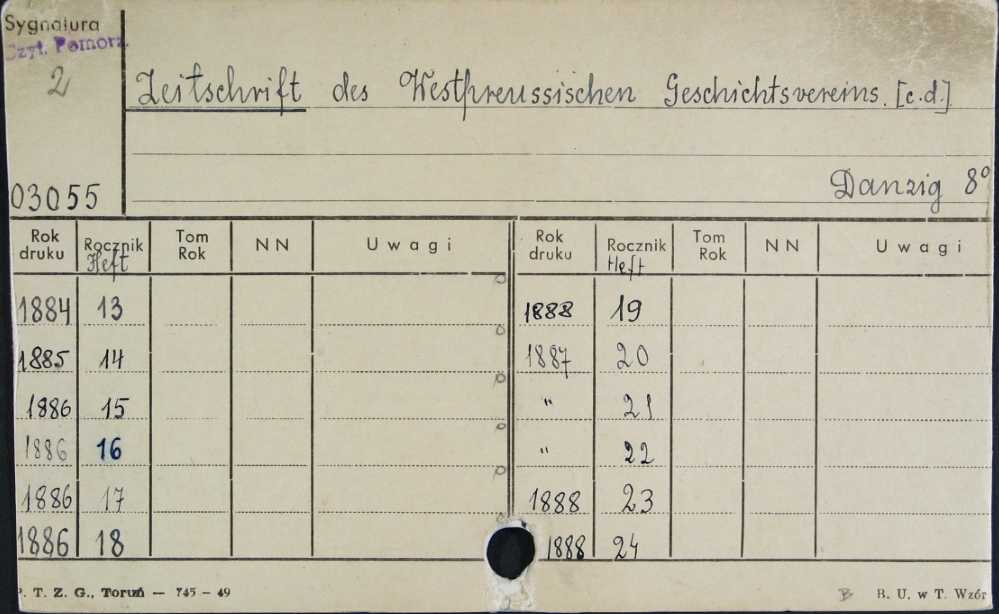 Sygnatura
Czyt. Pomorz.
2
Zeitschrift des Westpreussischen Geschichtsvereins. [c.d.]
Danzig 8°
03055
Rok druku Rocznik Heft Tom Rok NN Uwagi Rok druku Rocznik Heft Tom Rok NN Uwagi
1884 13 1888 19
1885 14 1887 20
1886 15 " 21
1886 16 " 22
1886 17 1888 23
1886 18 1888 24
P. T. Z. G., Toruń — 745 – 49 B B. U. w T. Wzór